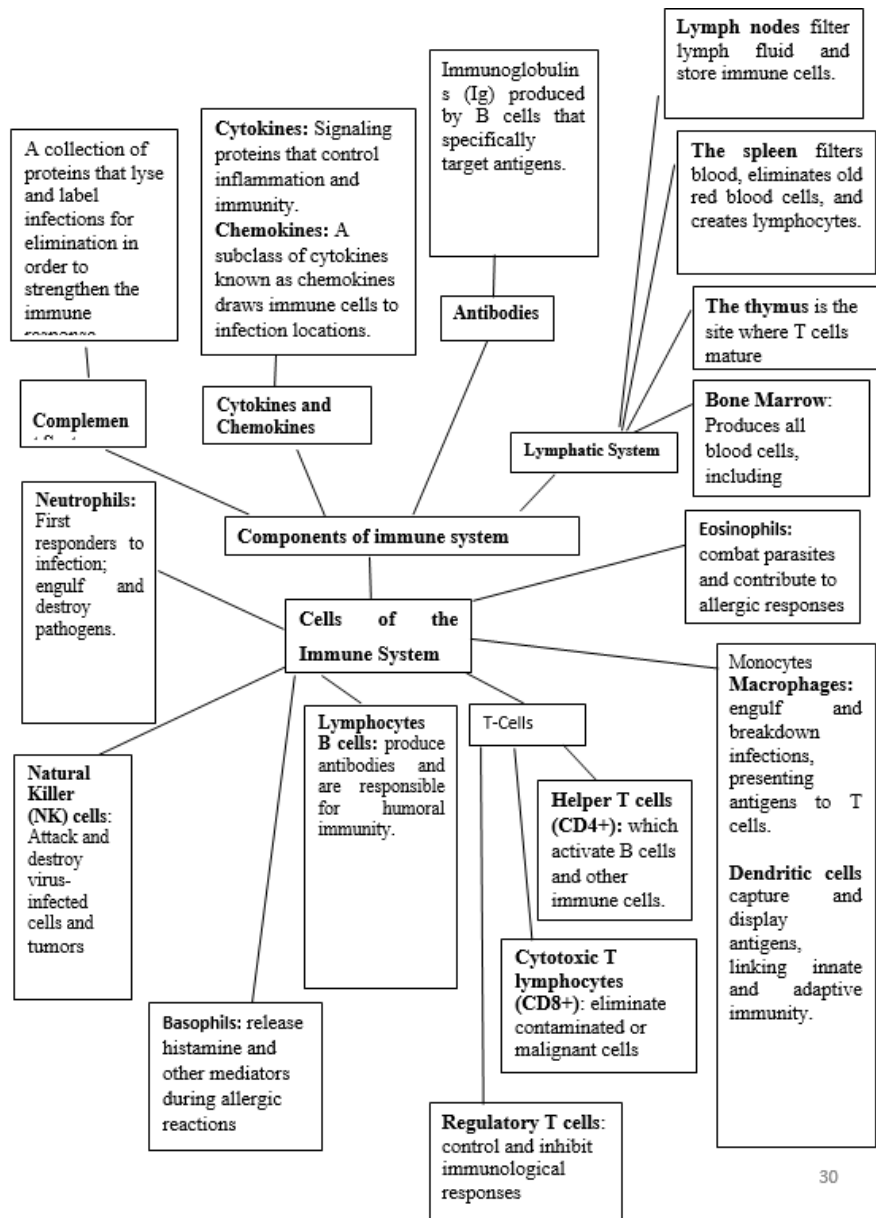 Lymph nodes filter
lymph fluid and
store immune cells.
Immunoglobulin
s (Ig) produced
by B cells that
specifically
target antigens.
Cytokines: Signaling
proteins that control
inflammation and
immunity.
Chemokines: A
subclass of cytokines
known as chemokines
draws immune cells to
infection locations.
A collection of
proteins that lyse
and label
infections for
elimination in
order to
strengthen the
immune
response
The spleen filters
blood, eliminates old
red blood cells, and
creates lymphocytes.
Antibodies
The thymus is the
site where T cells
mature
Complemen
Cytokines and
Chemokines
Lymphatic System
Bone Marrow:
Produces all
blood cells,
including
Neutrophils:
First
responders to
infection;
engulf and
destroy
pathogens.
Components of immune system
Eosinophils:
combat parasites
and contribute to
allergic responses
Cells of the
Immune System
Monocytes
Macrophages:
engulf and
breakdown
infections,
presenting
antigens to T
cells.
Dendritic cells
capture and
display
antigens,
linking innate
and adaptive
immunity.
Lymphocytes
B cells: produce
antibodies and
are responsible
for humoral
immunity.
T-Cells
Natural
Killer
(NK) cells:
Attack and
destroy
virus-
infected
cells and
tumors
Helper T cells
(CD4+): which
activate B cells
and other
immune cells.
Cytotoxic T
lymphocytes
(CD8+): eliminate
contaminated or
malignant cells
Basophils: release
histamine and
other mediators
during allergic
reactions
Regulatory T cells:
control and inhibit
immunological
responses
30